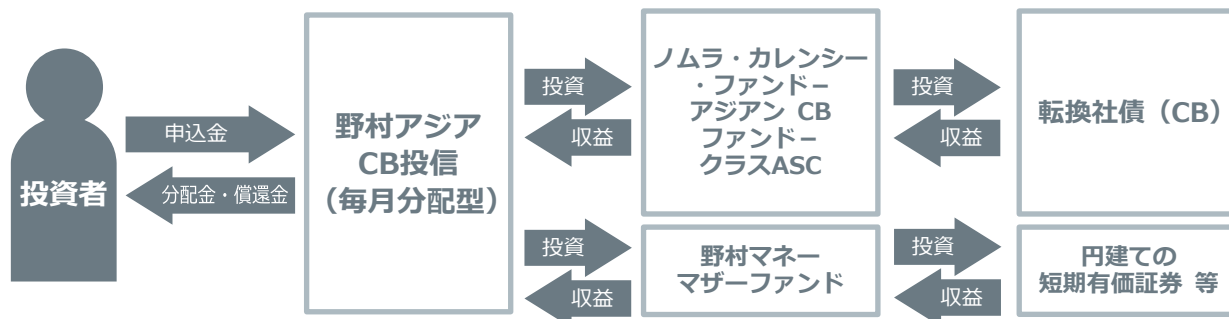 投資者
申込金
分配金・償還金
野村アジア
CB投信
（毎月分配型）
投資
収益
ノムラ・カレンシー
・ファンド－
アジアン CB
ファンド－
クラスASC
投資
収益
転換社債（CB）
投資
収益
野村マネー
マザーファンド
投資
収益
円建ての
短期有価証券 等